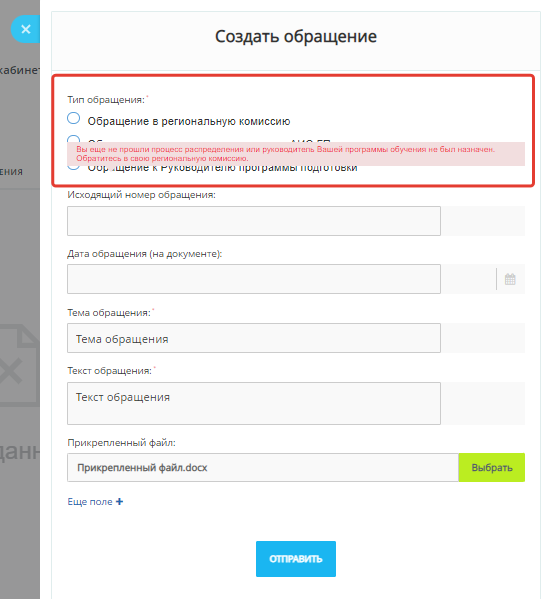 Создать обращение
кабинет
Тип обращения:*
Обращение в региональную комиссию
Вы еще не прошли процесс распределения или руководитель Вашей программы обучения не был назначен.
Обратитесь в свою региональную комиссию.
Обращение к Руководителю программы подготовки
ЕНИЯ
Исходящий номер обращения:
Дата обращения (на документе):
Тема обращения:*
Тема обращения
Текст обращения:*
Текст обращения
данн
Прикрепленный файл:
Прикрепленный файл.docx Выбрать
Еще поле +
ОТПРАВИТЬ